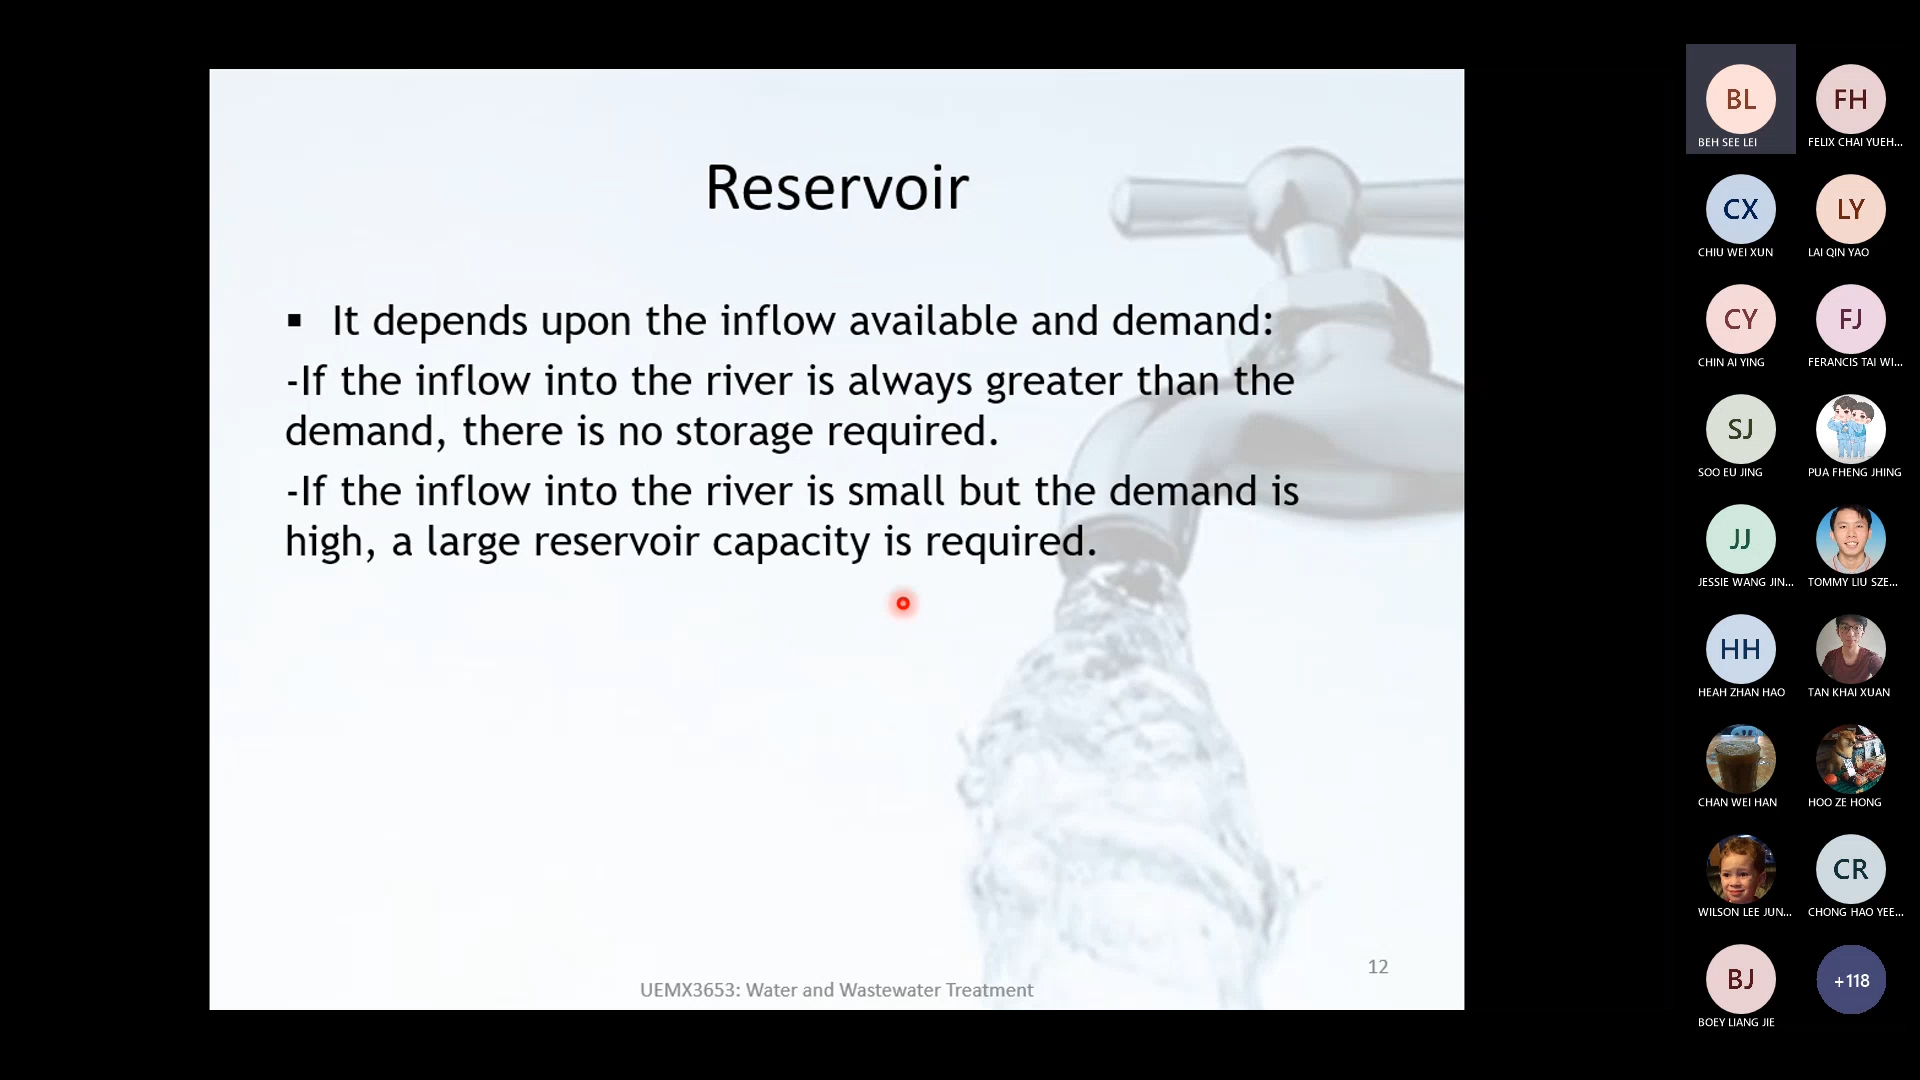 Reservoir
▪ It depends upon the inflow available and demand:
-If the inflow into the river is always greater than the
demand, there is no storage required.
-If the inflow into the river is small but the demand is
high, a large reservoir capacity is required.
12
UEMX3653: Water and Wastewater Treatment
BL
BEH SEE LEI
FH
FELIX CHAI YUEH...
CX
CHIU WEI XUN
LY
LAI QIN YAO
CY
CHIN AI YING
FJ
FERANCIS TAI WI...
SJ
SOO EU JING
PUA FHENG JHING
JJ
JESSIE WANG JIN...
TOMMY LIU SZE...
HH
HEAH ZHAN HAO
TAN KHAI XUAN
CHAN WEI HAN
HOO ZE HONG
WILSON LEE JUN...
CR
CHONG HAO YEE...
BJ
BOEY LIANG JIE
+118